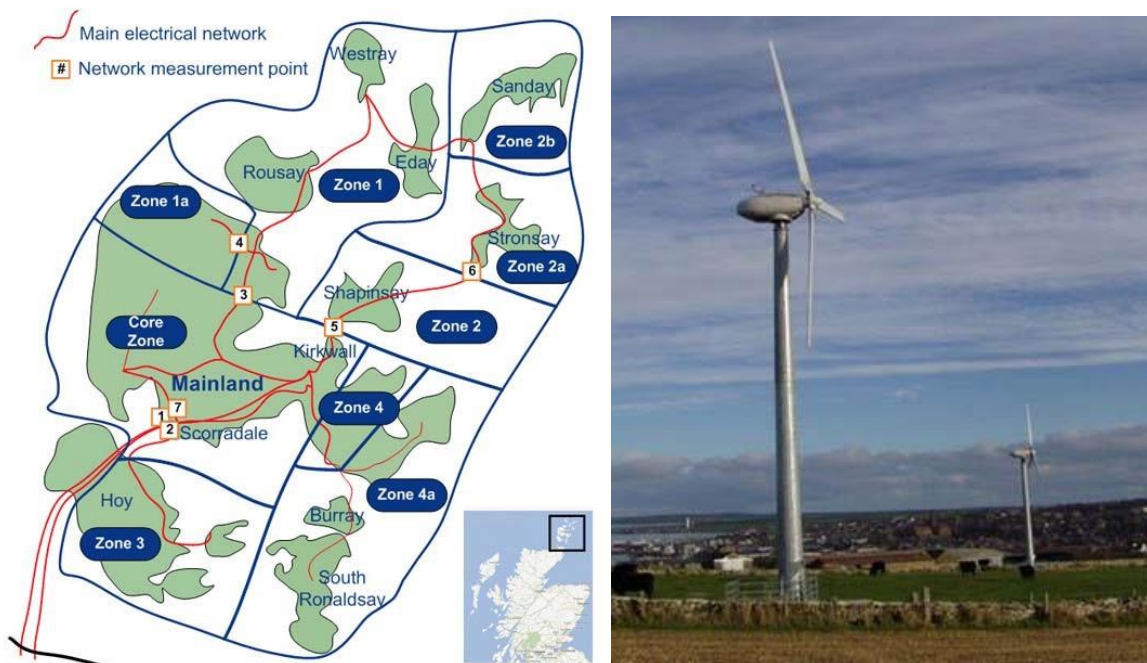 Main electrical network
# Network measurement point
Westray
Sanday
Zone 2b
Eday
Rousay
Zone 1
Zone 1a
4
Stronsay
6
Zone 2a
3
Shapinsay
5
Zone 2
Core
Zone
Kirkwall
Mainland
7
1
2
Scorradale
Zone 4
Hoy
Zone 4a
Burray
Zone 3
South
Ronaldsay